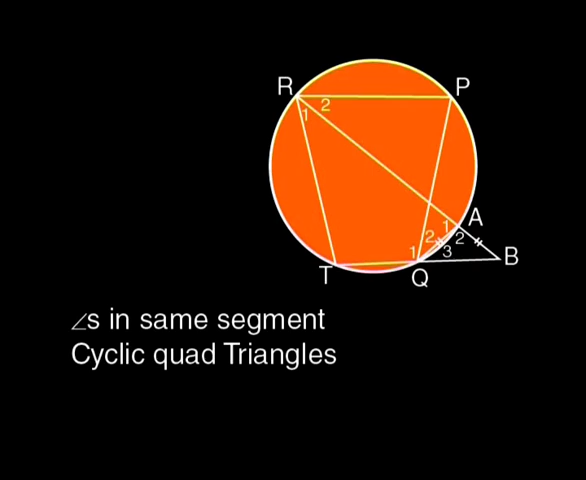 R
P
2
1
A
1
2
2
1
3
B
T
Q
∠s in same segment
Cyclic quad Triangles